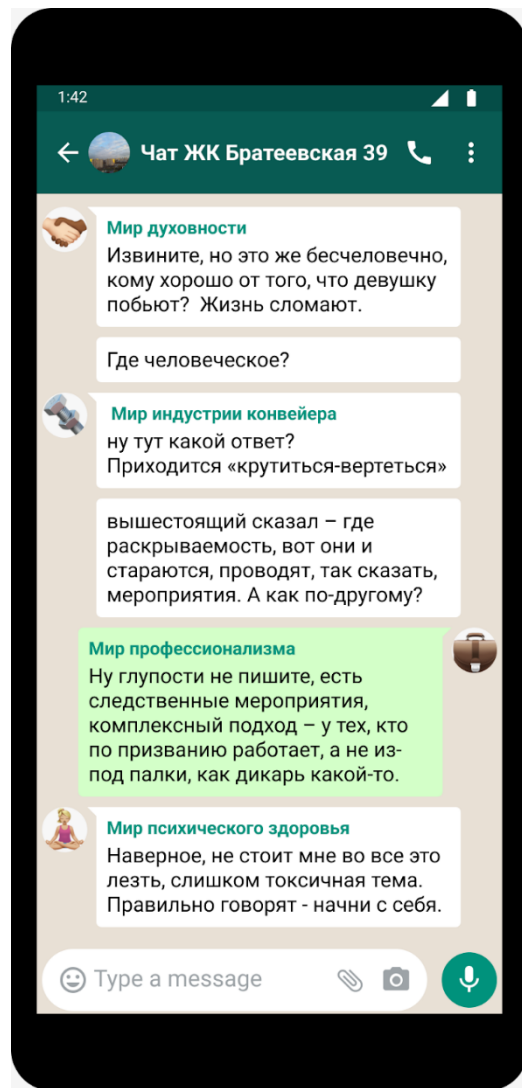 1:42
Чат ЖК Братеевская 39
Мир духовности
Извините, но это же бесчеловечно,
кому хорошо от того, что девушку
побьют?  Жизнь сломают.
Где человеческое?
Мир индустрии конвейера
ну тут какой ответ?
Приходится «крутиться-вертеться»
вышестоящий сказал – где
раскрываемость, вот они и
стараются, проводят, так сказать,
мероприятия. А как по-другому?
Мир профессионализма
Ну глупости не пишите, есть
следственные мероприятия,
комплексный подход – у тех, кто
по призванию работает, а не из-
под палки, как дикарь какой-то.
Мир психического здоровья
Наверное, не стоит мне во все это
лезть, слишком токсичная тема.
Правильно говорят - начни с себя.
Type a message